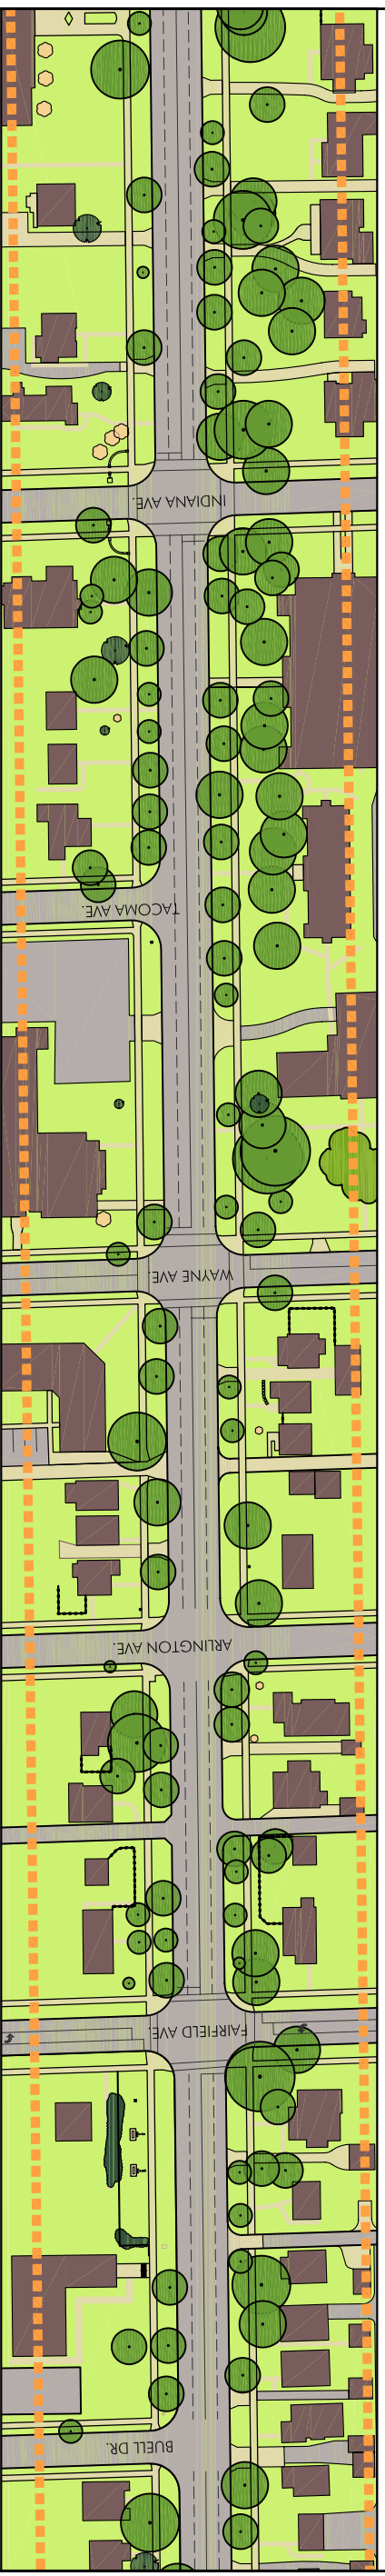 INDIANA AVE.
TACOMA AVE.
WAYNE AVE.
ARLINGTON AVE.
FAIRFIELD AVE.
BUELL DR.